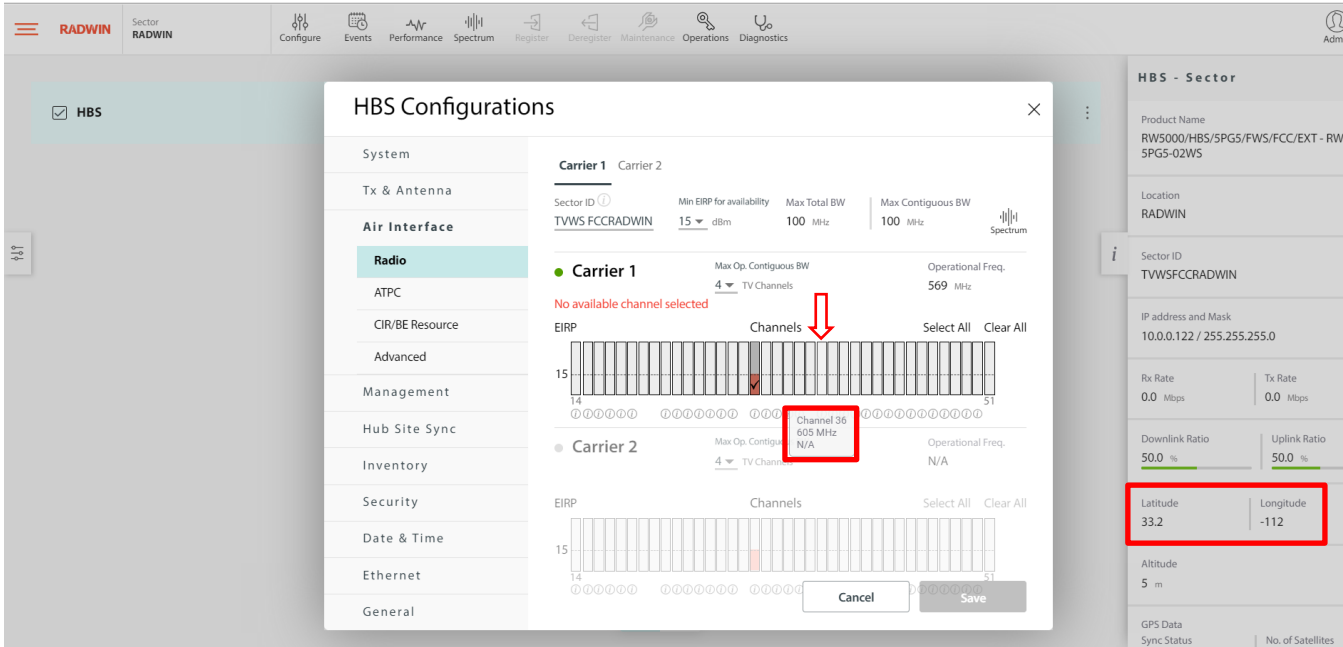 RADWIN
Sector
RADWIN
Configure
Events
Performance
Spectrum
Register
Deregister
Maintenance
Operations
Diagnostics
HBS
HBS Configurations
System
Tx & Antenna
Air Interface
Radio
ATPC
CIR/BE Resource
Advanced
Management
Hub Site Sync
Inventory
Security
Date & Time
Ethernet
General
Carrier 1 Carrier 2
Sector ID
TVWS FCCRADWIN
Min EIRP for availability
15 dBm
Max Total BW
100 MHz
Max Contiguous BW
100 MHz
Spectrum
Carrier 1
Max Op. Contiguous BW
4 TV Channels
Operational Freq.
569 MHz
No available channel selected
EIRP Channels Select All Clear All
15
14 51
Channel 36
605 MHz
N/A
Carrier 2
Max Op.
4
Operational Freq.
N/A
EIRP Channels Select All Clear All
15
14 51
Cancel Save
HBS - Sector
Product Name
RW5000/HBS/5PG5/FWS/FCC/EXT - RW
5PG5-02WS
Location
RADWIN
Sector ID
TVWSFCCRADWIN
IP address and Mask
10.0.0.122 / 255.255.255.0
Rx Rate
0.0 Mbps
Tx Rate
0.0 Mbps
Downlink Ratio
50.0 %
Uplink Ratio
50.0 %
Latitude
33.2
Longitude
-112
Altitude
5 m
GPS Data
Sync Status
No. of Satellites